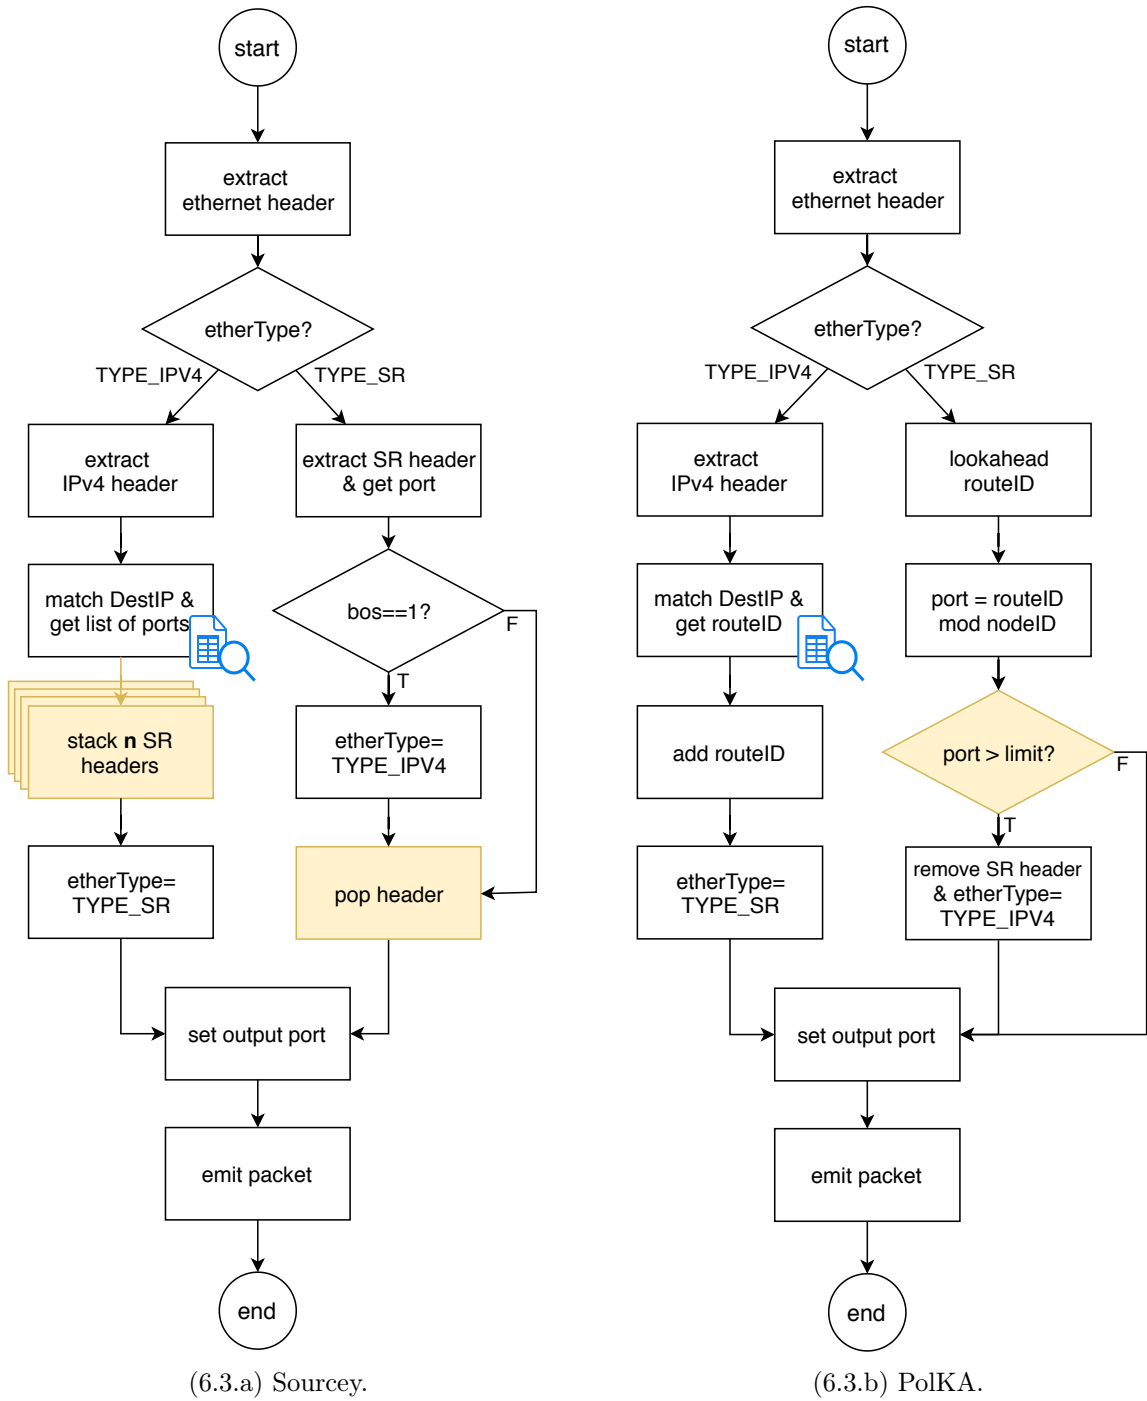 start
extract
ethernet header
etherType?
TYPE_IPV4
TYPE_SR
extract
IPv4 header
extract SR header
& get port
match DestIP &
get list of ports
bos==1?
F
T
stack n SR
headers
etherType=
TYPE_IPV4
etherType=
TYPE_SR
pop header
set output port
emit packet
end
(6.3.a) Sourcey.
start
extract
ethernet header
etherType?
TYPE_IPV4
TYPE_SR
extract
IPv4 header
lookahead
routeID
match DestIP &
get routeID
port = routeID
mod nodeID
add routeID
port > limit?
F
T
etherType=
TYPE_SR
remove SR header
& etherType=
TYPE_IPV4
set output port
emit packet
end
(6.3.b) PolKA.